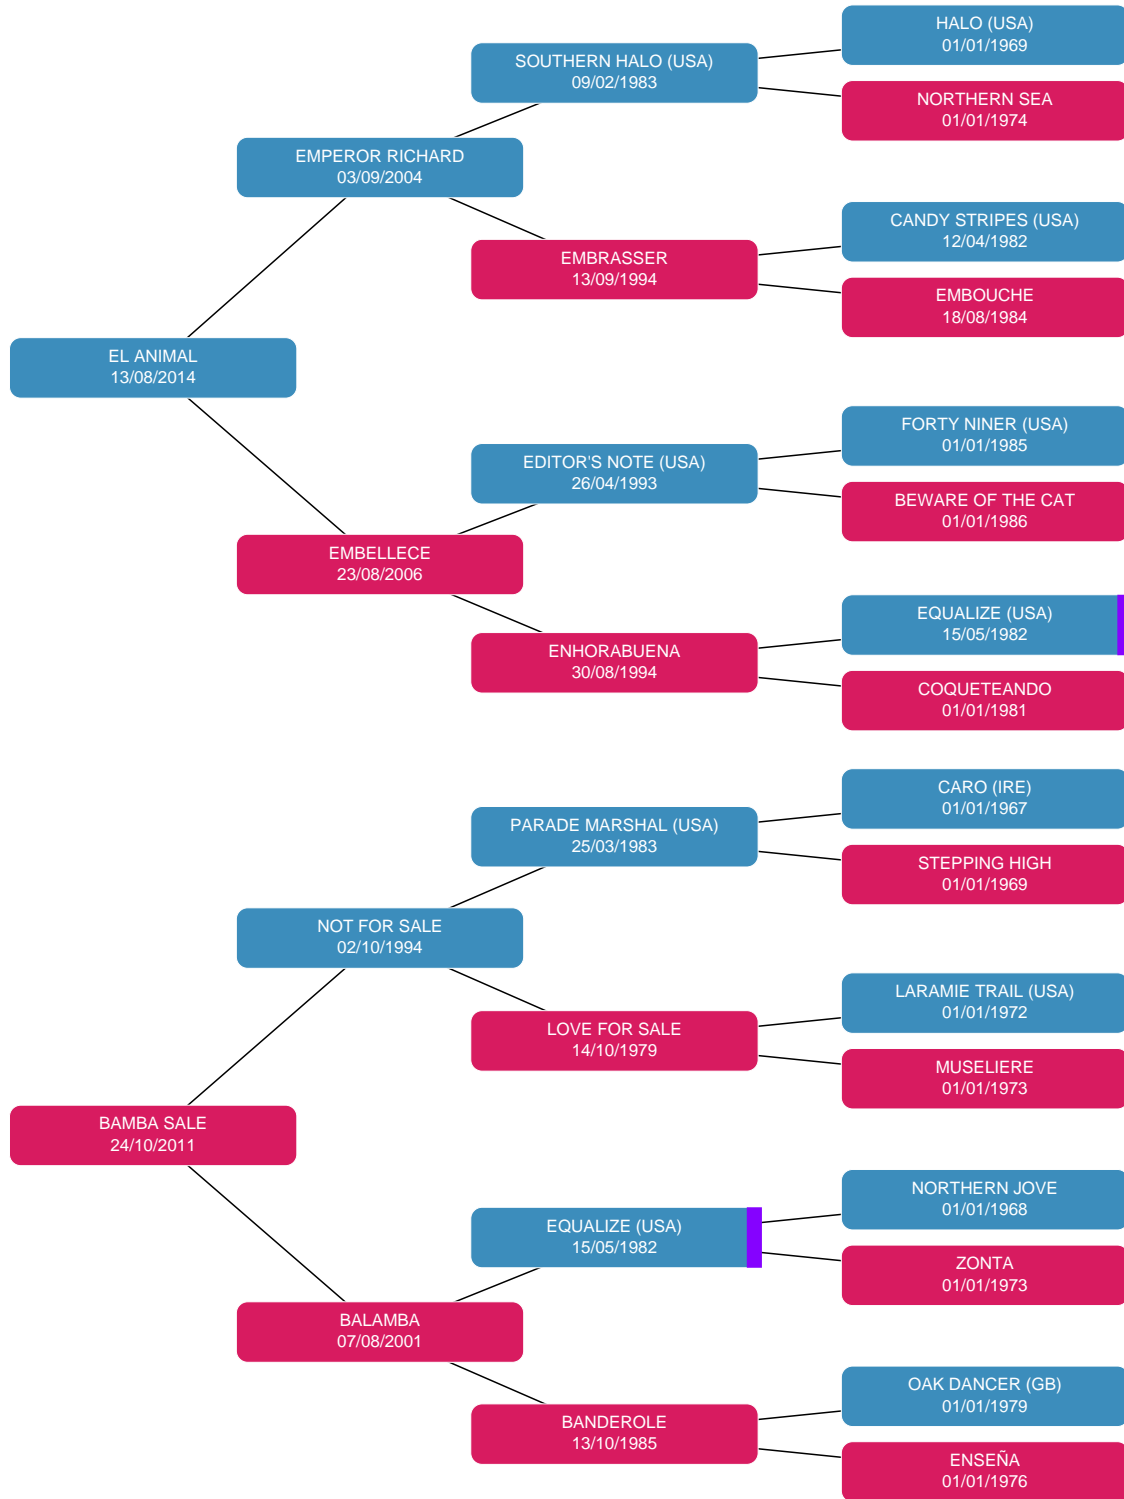 HALO (USA)
01/01/1969
SOUTHERN HALO (USA)
09/02/1983
NORTHERN SEA
01/01/1974
EMPEROR RICHARD
03/09/2004
CANDY STRIPES (USA)
12/04/1982
EMBRASSER
13/09/1994
EMBOUCHE
18/08/1984
EL ANIMAL
13/08/2014
FORTY NINER (USA)
01/01/1985
EDITOR'S NOTE (USA)
26/04/1993
BEWARE OF THE CAT
01/01/1986
EMBELLECE
23/08/2006
EQUALIZE (USA)
15/05/1982
ENHORABUENA
30/08/1994
COQUETEANDO
01/01/1981
CARO (IRE)
01/01/1967
PARADE MARSHAL (USA)
25/03/1983
STEPPING HIGH
01/01/1969
NOT FOR SALE
02/10/1994
LARAMIE TRAIL (USA)
01/01/1972
LOVE FOR SALE
14/10/1979
MUSELIERE
01/01/1973
BAMBA SALE
24/10/2011
NORTHERN JOVE
01/01/1968
EQUALIZE (USA)
15/05/1982
ZONTA
01/01/1973
BALAMBA
07/08/2001
OAK DANCER (GB)
01/01/1979
BANDEROLE
13/10/1985
ENSEÑA
01/01/1976